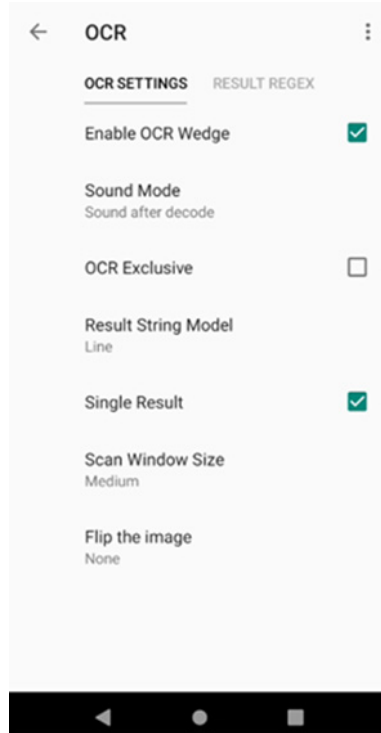 OCR
OCR SETTINGS RESULT REGEX
Enable OCR Wedge
Sound Mode
Sound after decode
OCR Exclusive
Result String Model
Line
Single Result
Scan Window Size
Medium
Flip the image
None